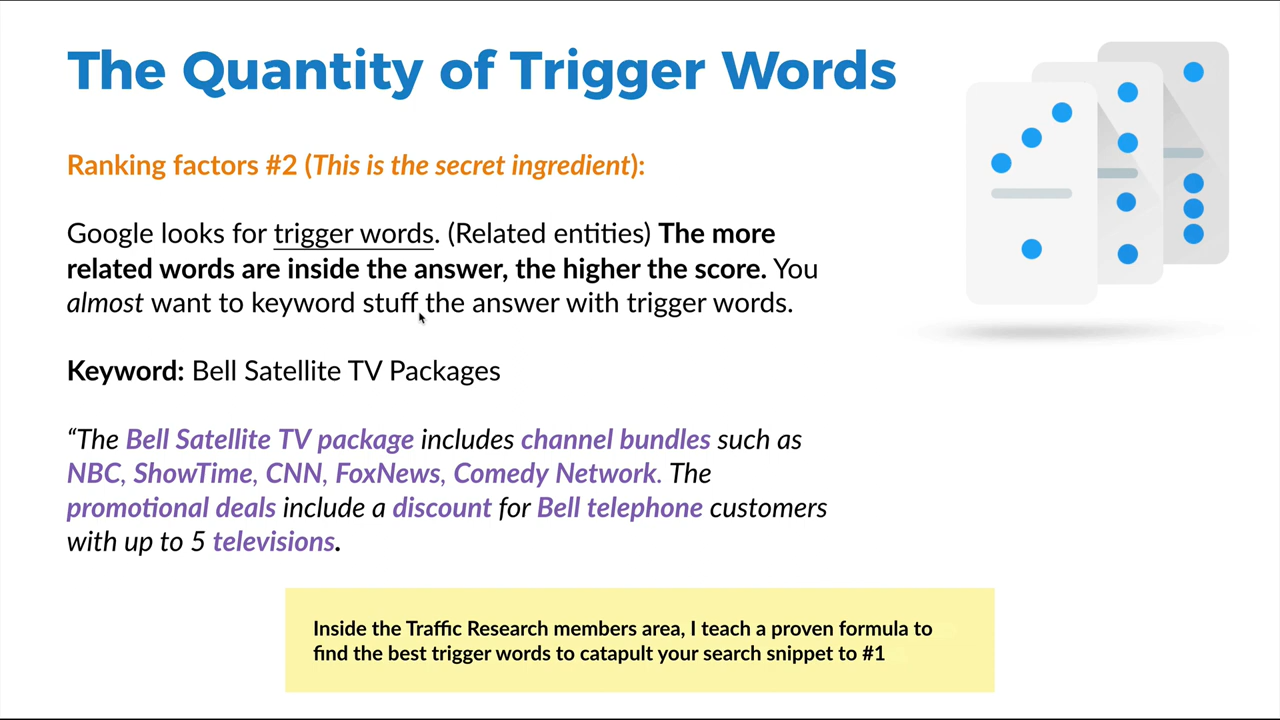 The Quantity of Trigger Words
Ranking factors #2 (This is the secret ingredient):
Google looks for trigger words. (Related entities) The more
related words are inside the answer, the higher the score. You
almost want to keyword stuff the answer with trigger words.
Keyword: Bell Satellite TV Packages
“The Bell Satellite TV package includes channel bundles such as
NBC, ShowTime, CNN, FoxNews, Comedy Network. The
promotional deals include a discount for Bell telephone customers
with up to 5 televisions.
Inside the Traffic Research members area, I teach a proven formula to
find the best trigger words to catapult your search snippet to #1